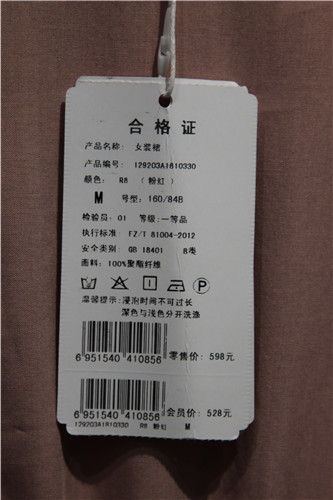 合格证
产品名称： 女装裙
产品编号： 129203A1810330
颜色： R8 （粉红）
M 号型：160/84B
检验员：01 等级：一等品
执行标准：FZ/T 81004-2012
安全类别：GB 18401 B类
面料：100%聚酯纤维
P
温馨提示：浸泡时间不可过长
深色与浅色分开洗涤
6 951540 410856 零售价：598元
6 951540 410856 会员价：528元
129203A1810330 R8 粉红 M